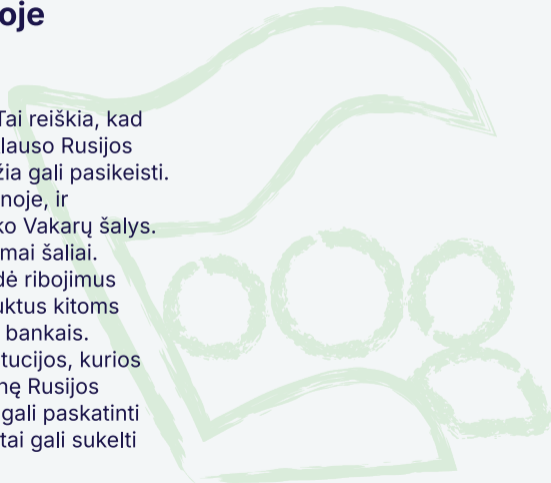 oje
Tai reiškia, kad
lauso Rusijos
žia gali pasikeisti.
noje, ir
ko Vakarų šalys.
mai šaliai.
dė ribojimus
uktus kitoms
bankais.
tucijos, kurios
nę Rusijos
gali paskatinti
tai gali sukelti